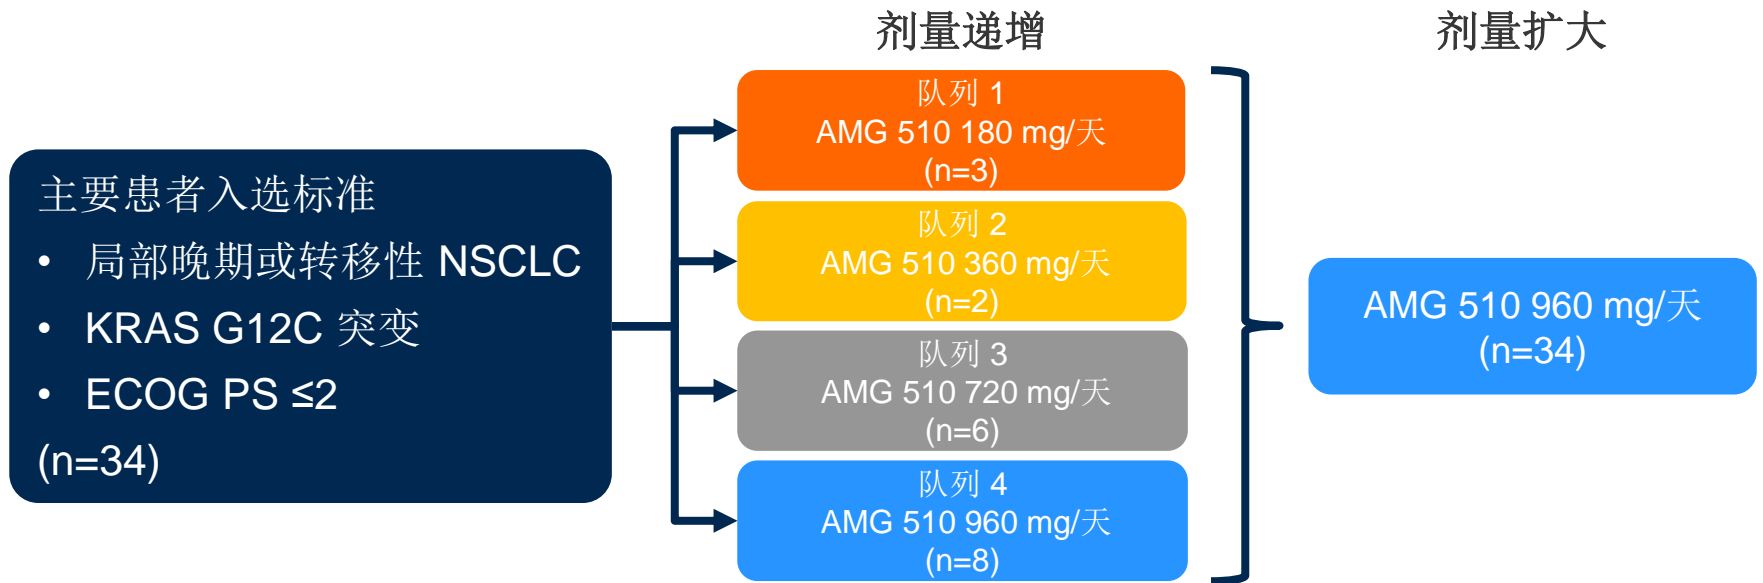 剂量递增
剂量扩大
主要患者入选标准
• 局部晚期或转移性 NSCLC
• KRAS G12C 突变
• ECOG PS ≤2
(n=34)
队列 1
AMG 510 180 mg/天
(n=3)
队列 2
AMG 510 360 mg/天
(n=2)
队列 3
AMG 510 720 mg/天
(n=6)
队列 4
AMG 510 960 mg/天
(n=8)
AMG 510 960 mg/天
(n=34)